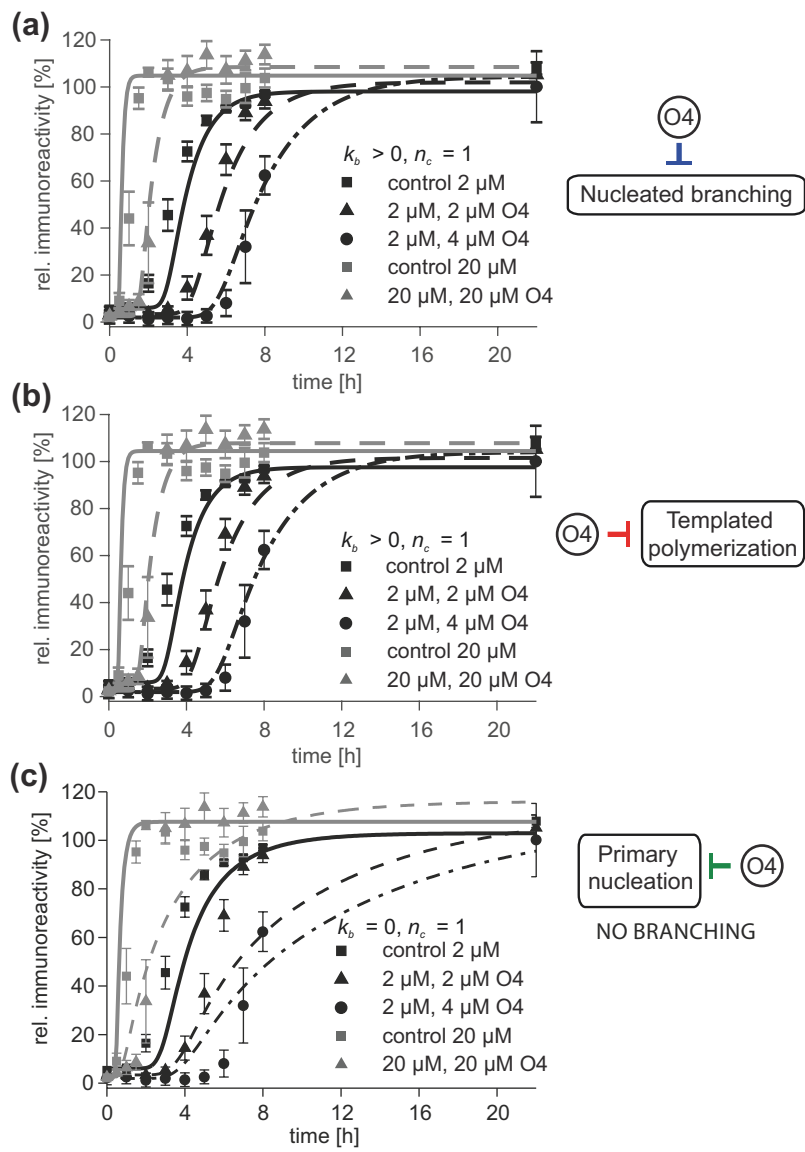 (a)
rel. immunoreactivity [%]
120
100
80
60
40
20
0
k_b > 0, n_c = 1
control 2 µM
2 µM, 2 µM O4
2 µM, 4 µM O4
control 20 µM
20 µM, 20 µM O4
0 4 8 12 16 20
time [h]
O4
Nucleated branching
(b)
rel. immunoreactivity [%]
120
100
80
60
40
20
0
k_b > 0, n_c = 1
control 2 µM
2 µM, 2 µM O4
2 µM, 4 µM O4
control 20 µM
20 µM, 20 µM O4
0 4 8 12 16 20
time [h]
O4
Templated
polymerization
(c)
rel. immunoreactivity [%]
120
100
80
60
40
20
0
k_b = 0, n_c = 1
control 2 µM
2 µM, 2 µM O4
2 µM, 4 µM O4
control 20 µM
20 µM, 20 µM O4
0 4 8 12 16 20
time [h]
Primary
nucleation
O4
NO BRANCHING